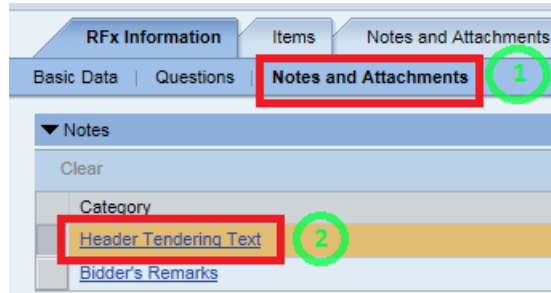 RFx Information Items Notes and Attachments
Basic Data | Questions | Notes and Attachments 1
Notes
Clear
Category
Header Tendering Text 2
Bidder's Remarks